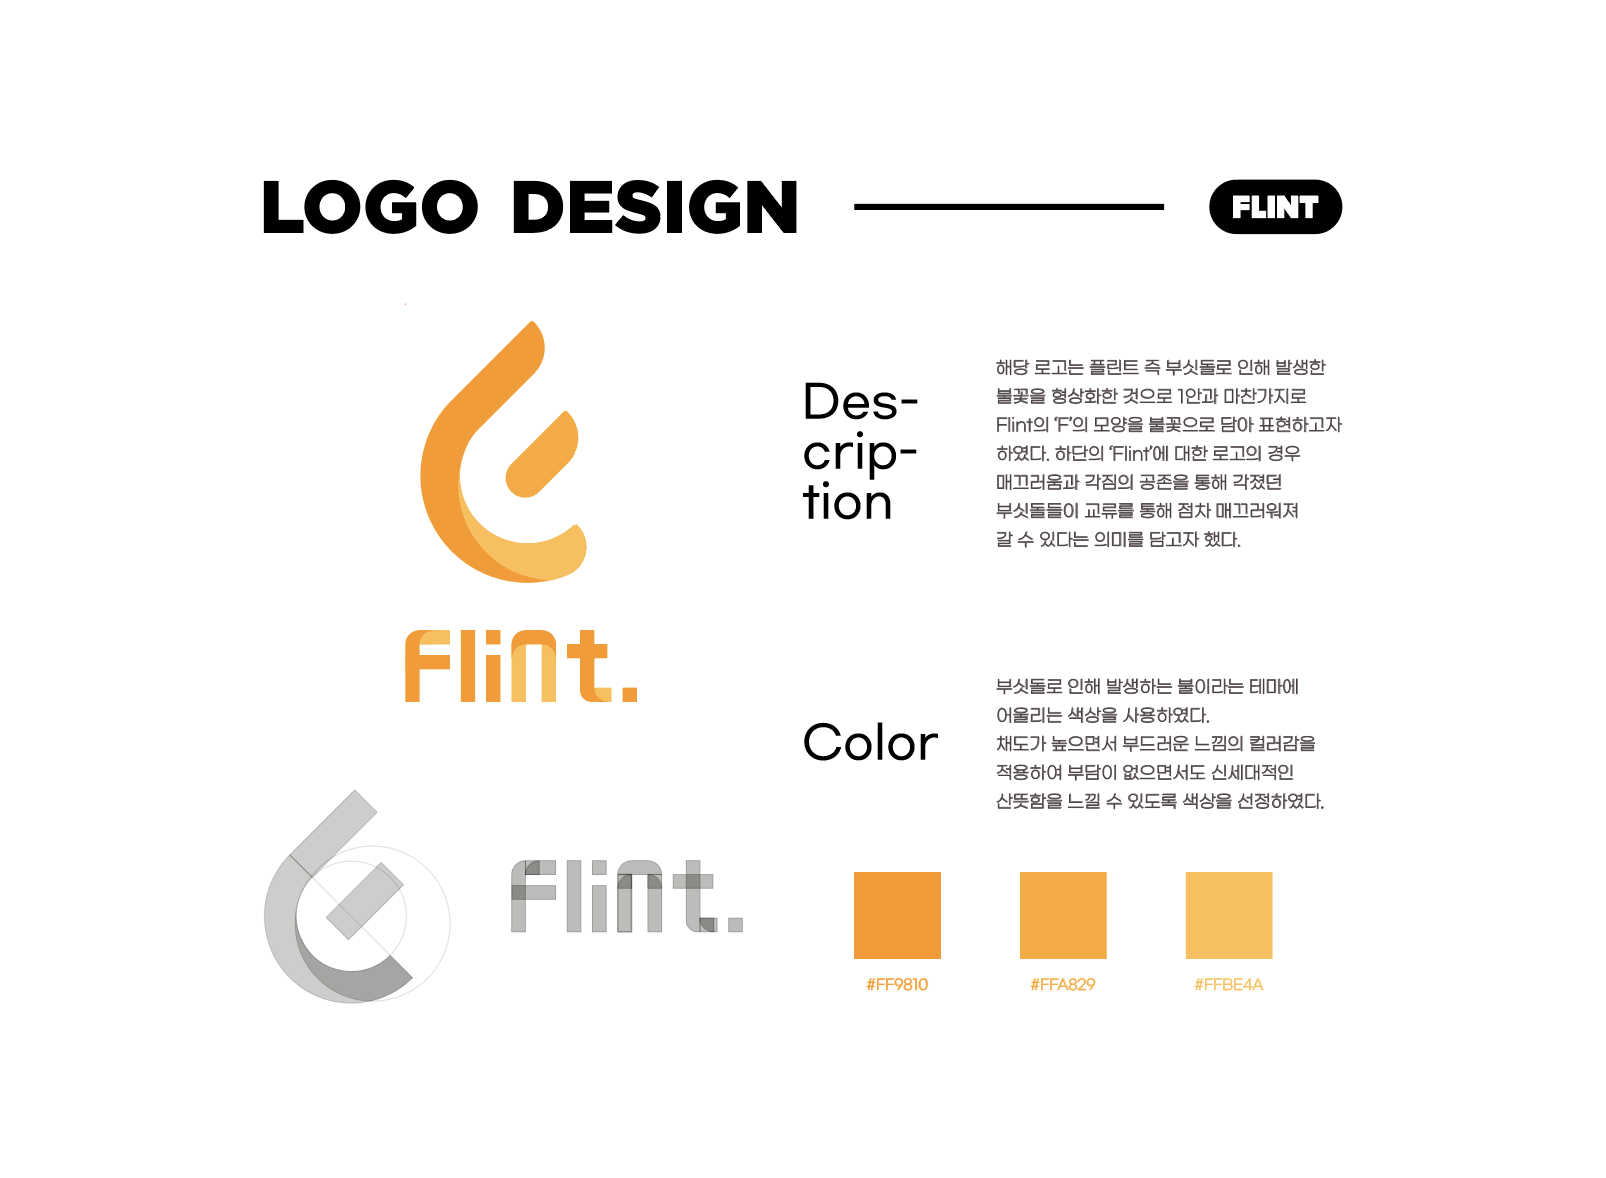 LOGO DESIGN
FLINT
Flint.
Des-
crip-
tion
해당 로고는 플린트 즉 부싯돌로 인해 발생한
불꽃을 형상화한 것으로 1안과 마찬가지로
Flint의 ‘F’의 모양을 불꽃으로 담아 표현하고자
하였다. 하단의 ‘Flint’에 대한 로고의 경우
매끄러움과 각짐의 공존을 통해 각졌던
부싯돌들이 교류를 통해 점차 매끄러워져
갈 수 있다는 의미를 담고자 했다.
Color
부싯돌로 인해 발생하는 불이라는 테마에
어울리는 색상을 사용하였다.
채도가 높으면서 부드러운 느낌의 컬러감을
적용하여 부담이 없으면서도 신세대적인
산뜻함을 느낄 수 있도록 색상을 선정하였다.
Flint.
#FF9810
#FFA829
#FFBE4A